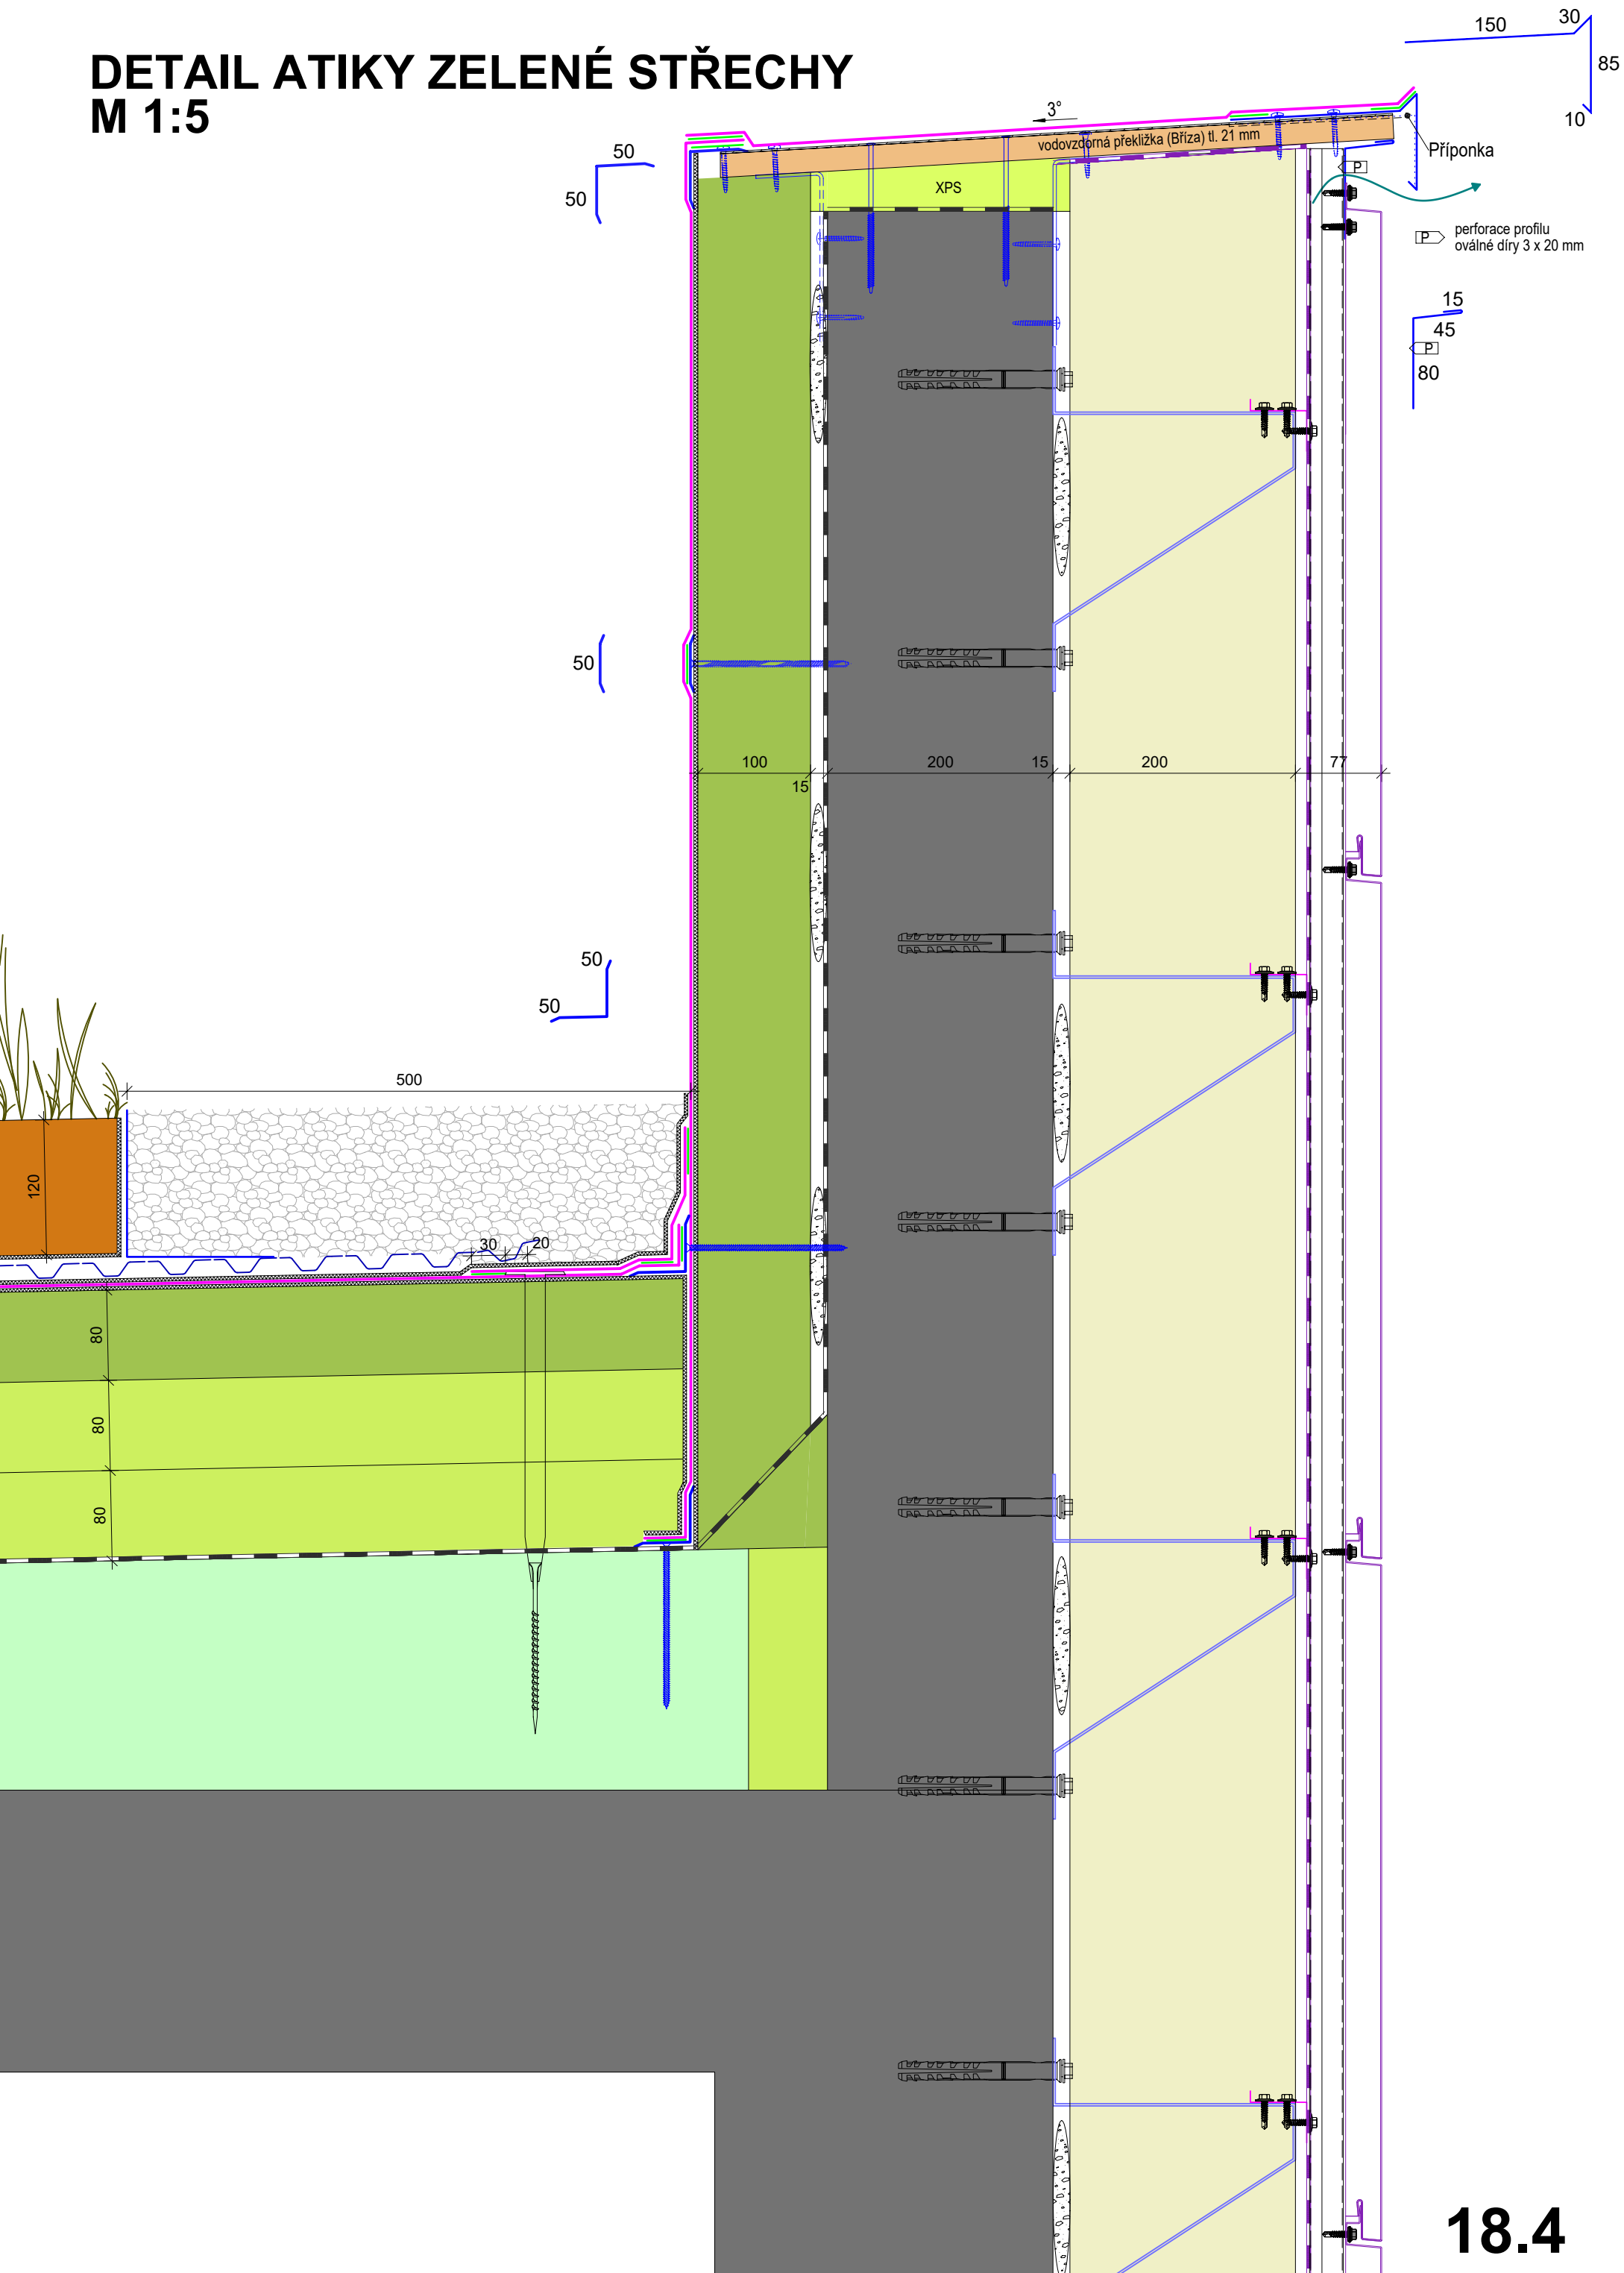 DETAIL ATIKY ZELENÉ STŘECHY
M 1:5
150
30
85
10
3°
vodovzdorná překližka (Bříza) tl. 21 mm
Příponka
50
50
XPS
P
P
perforace profilu
oválné díry 3 x 20 mm
15
45
P
80
50
100
15
200
15
200
77
50
50
500
120
30
20
80
80
80
18.4